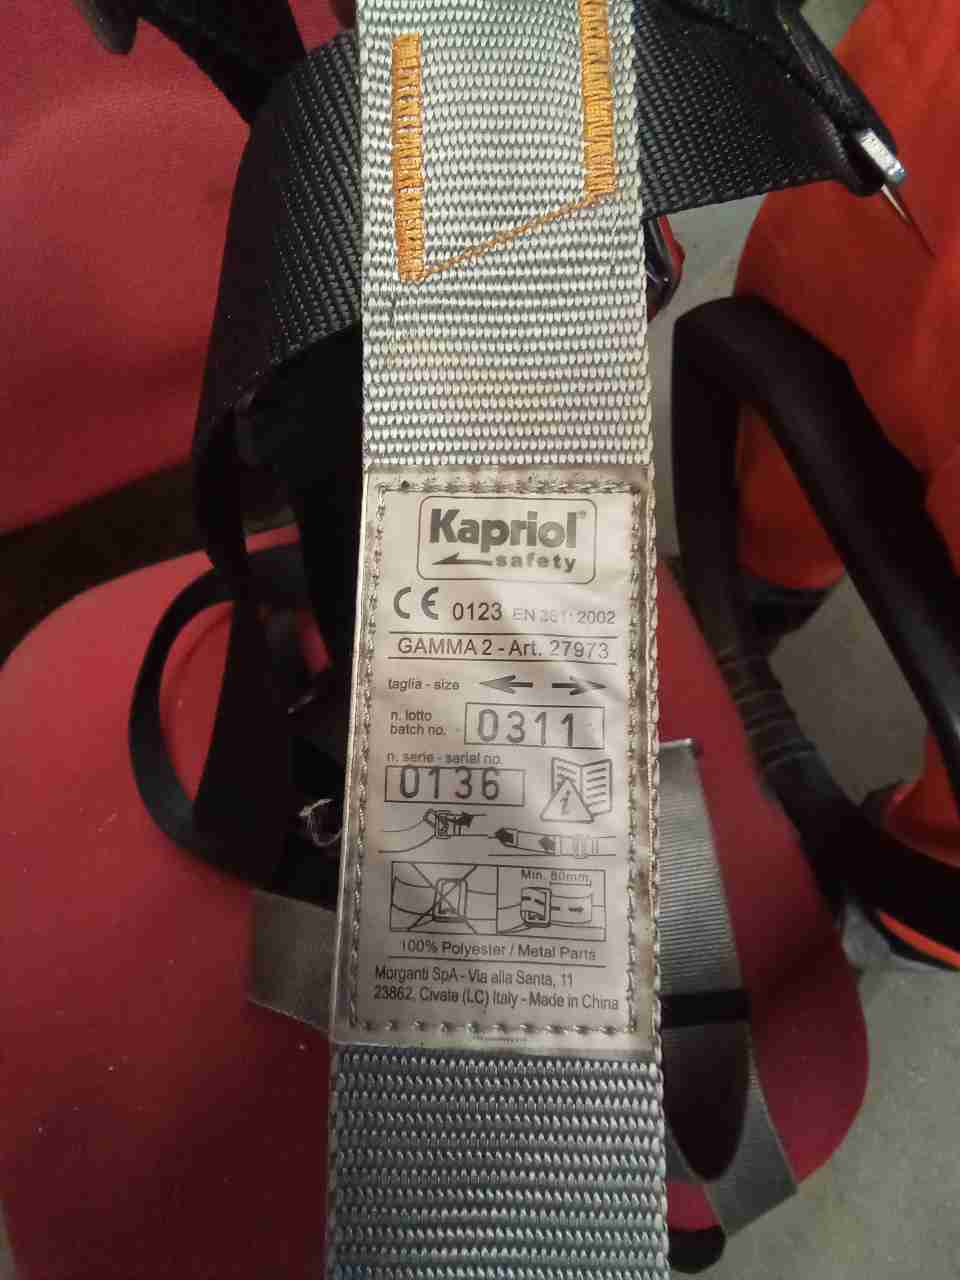 Kapriol®
safety
CE 0123 EN 361:2002
GAMMA 2 - Art. 27973
taglia - size
n. lotto
batch no. 0311
n. serie - serial no.
0136
i
Min. 80mm
100% Polyester / Metal Parts
Morganti SpA - Via alla Santa, 11
23862, Civate (LC) Italy - Made in China